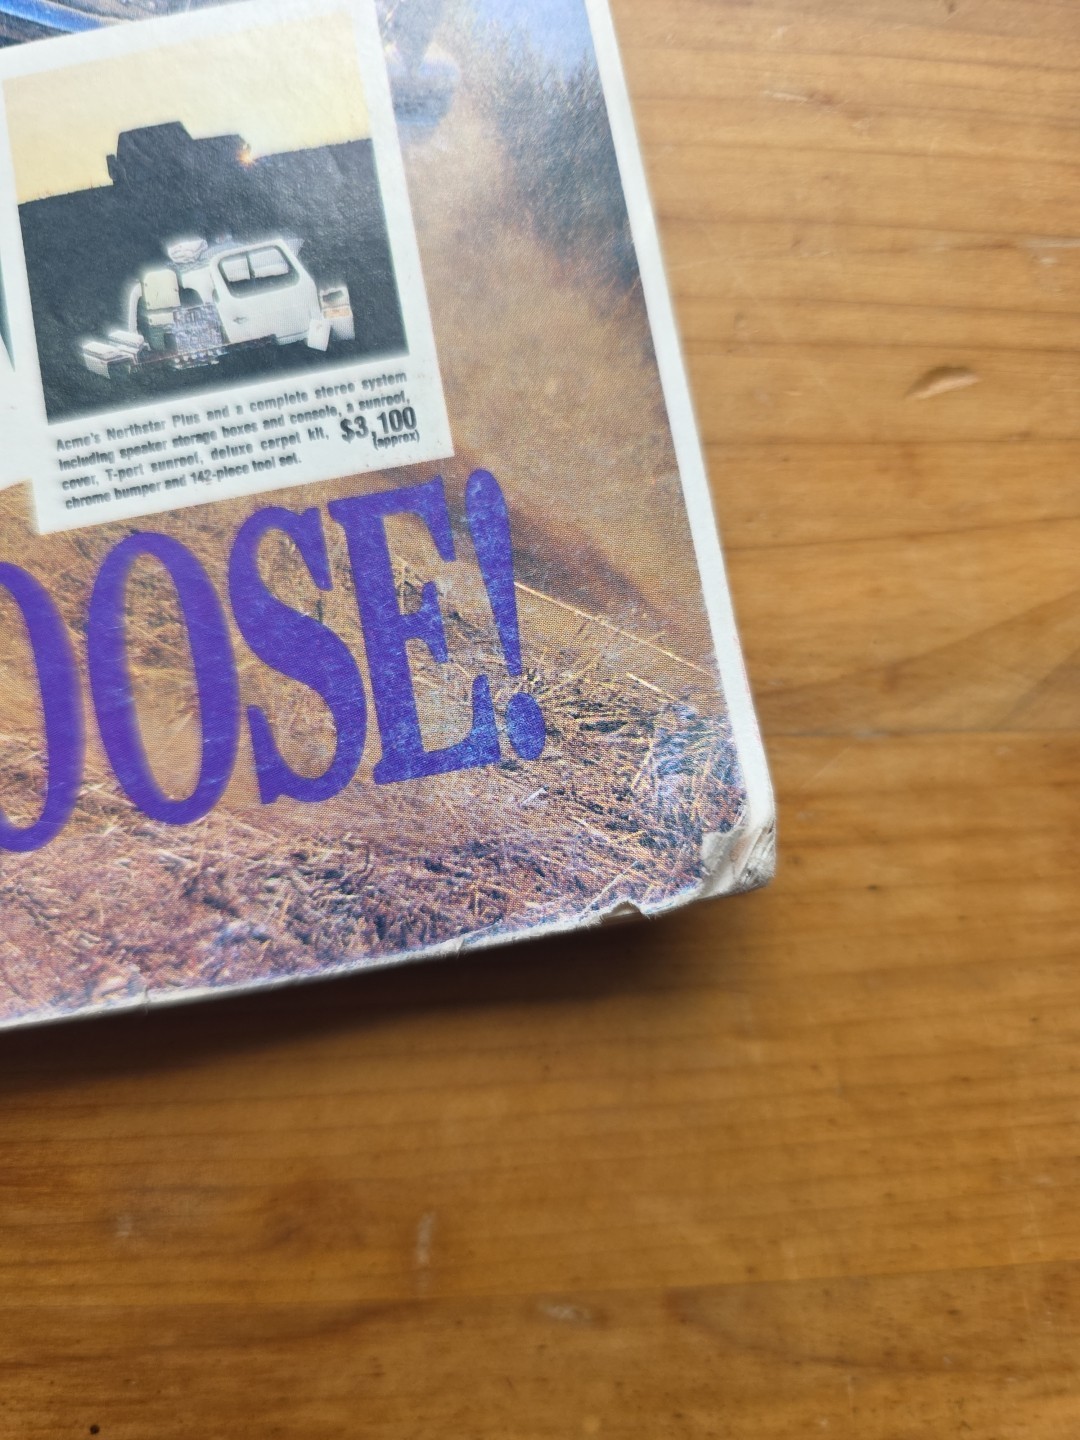 Acme's Northstar Plus and a complete stereo system
including speaker storage boxes and console, a sunroof,
cover, T-port sunroof, deluxe carpet kit,
chrome bumper and 142-piece tool set.
$3,100
(approx)
OOSE!